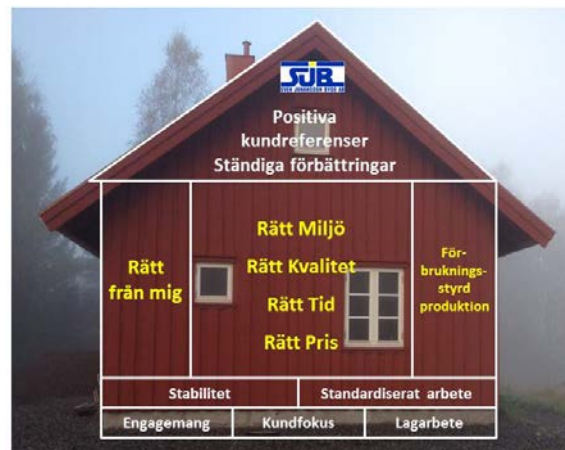 SJB
SVEN JOHANSSON BYGG AB
Positiva
kundreferenser
Ständiga förbättringar
Rätt
från mig
Rätt Miljö
Rätt Kvalitet
Rätt Tid
Rätt Pris
För-
bruknings-
styrd
produktion
Stabilitet
Standardiserat arbete
Engagemang
Kundfokus
Lagarbete